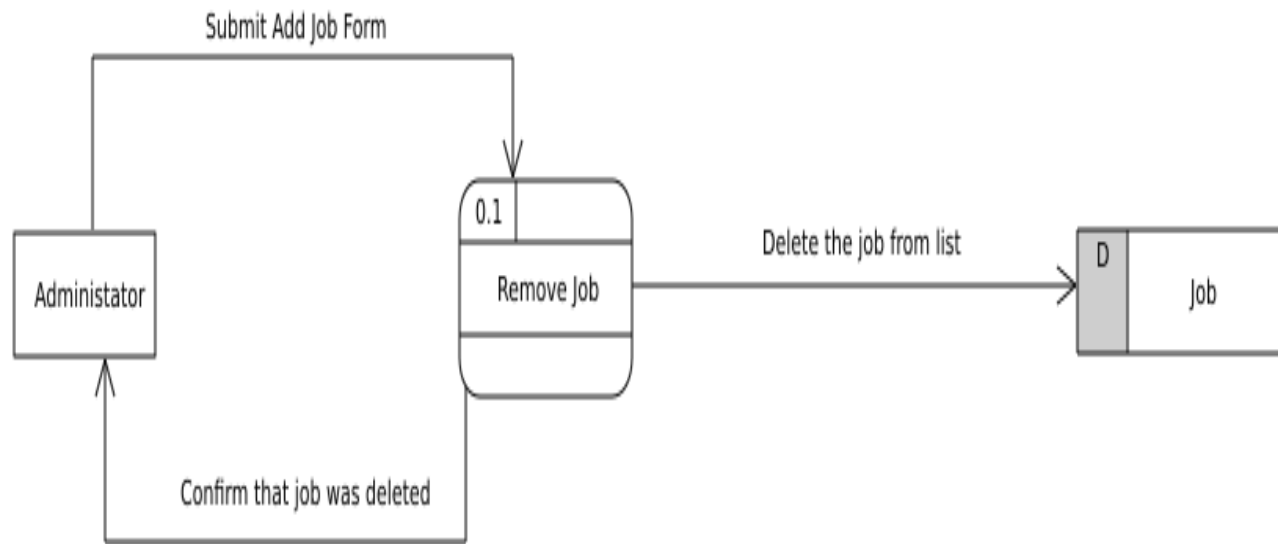 Submit Add Job Form
0.1
Delete the job from list
D
Administator
Remove Job
Job
Confirm that job was deleted